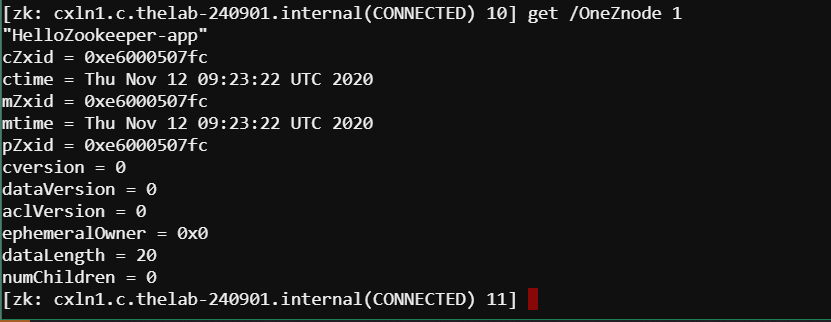 [zk: cxln1.c.thelab-240901.internal(CONNECTED) 10] get /OneZnode 1
"HelloZookeeper-app"
cZxid = 0xe6000507fc
ctime = Thu Nov 12 09:23:22 UTC 2020
mZxid = 0xe6000507fc
mtime = Thu Nov 12 09:23:22 UTC 2020
pZxid = 0xe6000507fc
cversion = 0
dataVersion = 0
aclVersion = 0
ephemeralOwner = 0x0
dataLength = 20
numChildren = 0
[zk: cxln1.c.thelab-240901.internal(CONNECTED) 11]